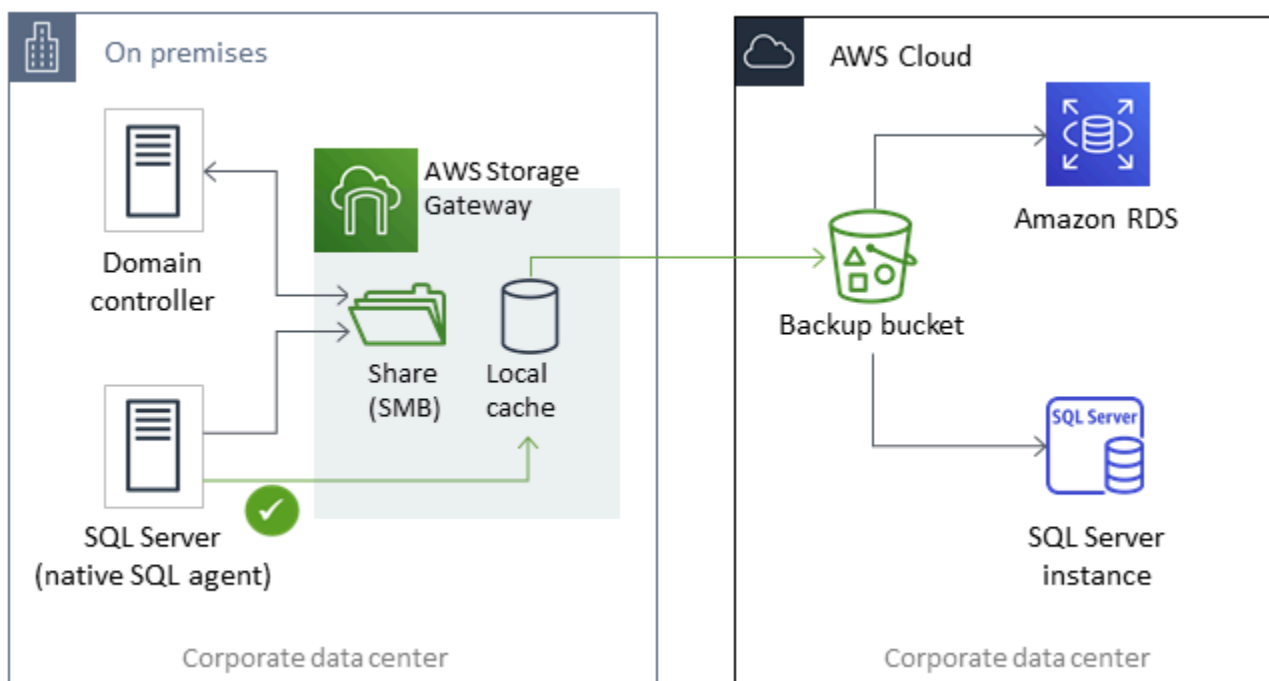 On premises
Domain
controller
AWS Storage
Gateway
Share
(SMB)
Local
cache
SQL Server
(native SQL agent)
Corporate data center
AWS Cloud
Amazon RDS
Backup bucket
SQL Server
SQL Server
instance
Corporate data center